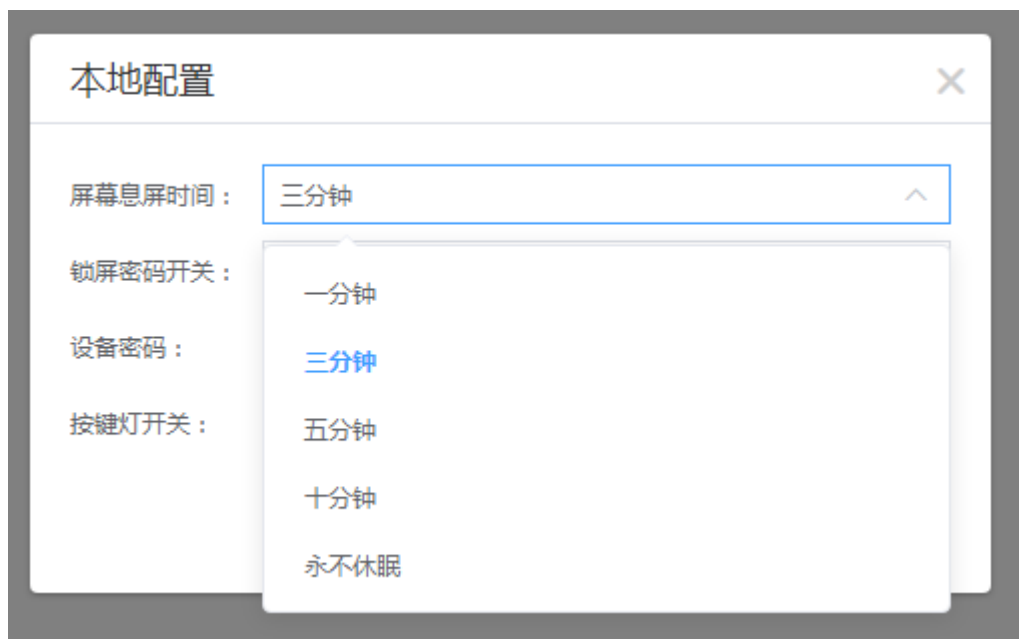 本地配置
屏幕息屏时间：
三分钟
锁屏密码开关：
设备密码：
按键灯开关：
一分钟
三分钟
五分钟
十分钟
永不休眠